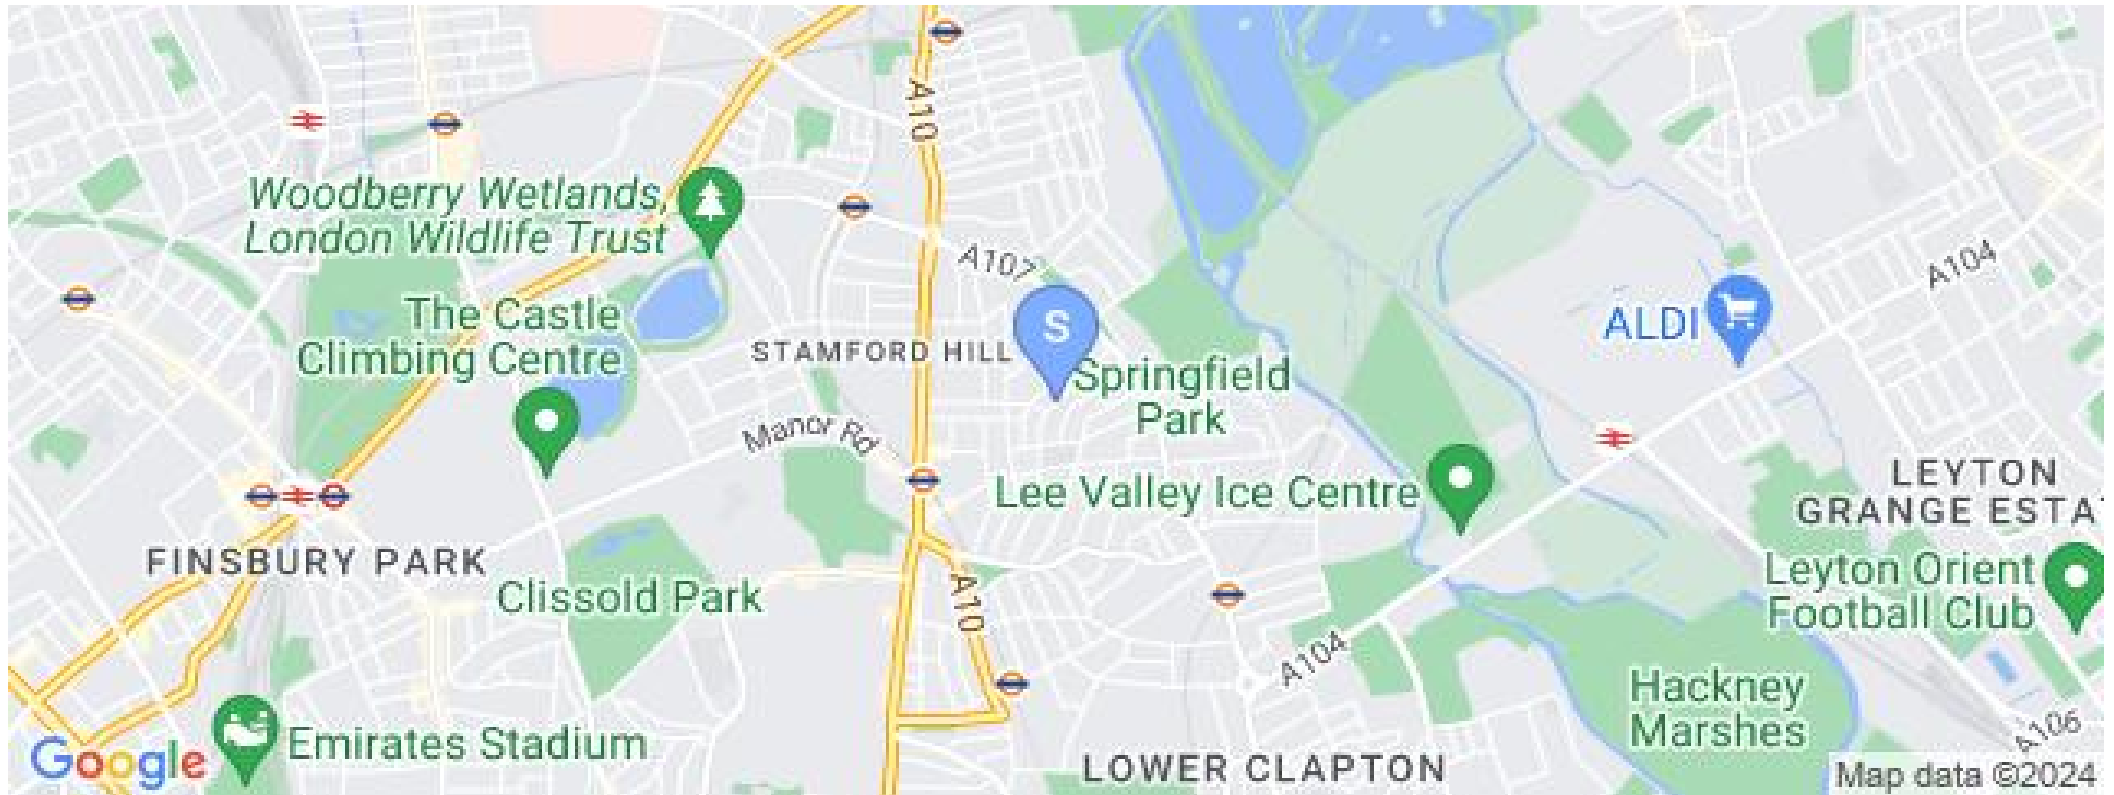 A10
Woodberry Wetlands,
London Wildlife Trust
A107
A104
The Castle
Climbing Centre
S
ALDI
STAMFORD HILL
Springfield
Park
Manor Rd
Lee Valley Ice Centre
LEYTON
GRANGE ESTA
FINSBURY PARK
Clissold Park
A10
Leyton Orient
Football Club
A104
Hackney
Marshes
A106
Emirates Stadium
Google
LOWER CLAPTON
Map data ©2024